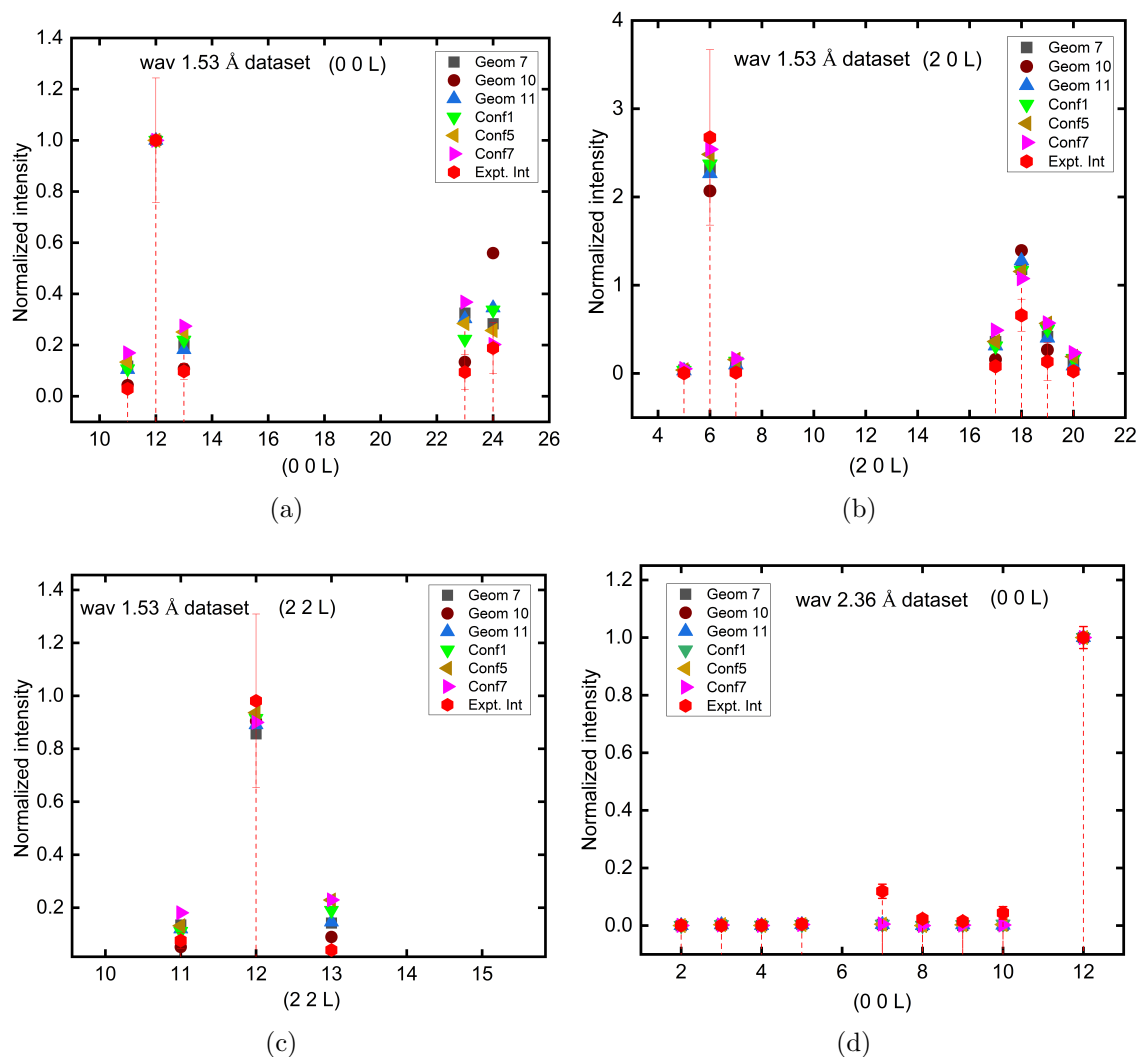 wav 1.53 Å dataset (0 0 L)
Geom 7
Geom 10
Geom 11
Conf1
Conf5
Conf7
Expt. Int
Normalized intensity
1.4
1.2
1.0
0.8
0.6
0.4
0.2
0.0
10 12 14 16 18 20 22 24 26
(0 0 L)
(a)
wav 1.53 Å dataset (2 0 L)
Geom 7
Geom 10
Geom 11
Conf1
Conf5
Conf7
Expt. Int
Normalized intensity
4
3
2
1
0
4 6 8 10 12 14 16 18 20 22
(2 0 L)
(b)
wav 1.53 Å dataset (2 2 L)
Geom 7
Geom 10
Geom 11
Conf1
Conf5
Conf7
Expt. Int
Normalized intensity
1.4
1.2
1.0
0.8
0.6
0.4
0.2
10 11 12 13 14 15
(2 2 L)
(c)
wav 2.36 Å dataset (0 0 L)
Geom 7
Geom 10
Geom 11
Conf1
Conf5
Conf7
Expt. Int
Normalized intensity
1.2
1.0
0.8
0.6
0.4
0.2
0.0
2 4 6 8 10 12
(0 0 L)
(d)